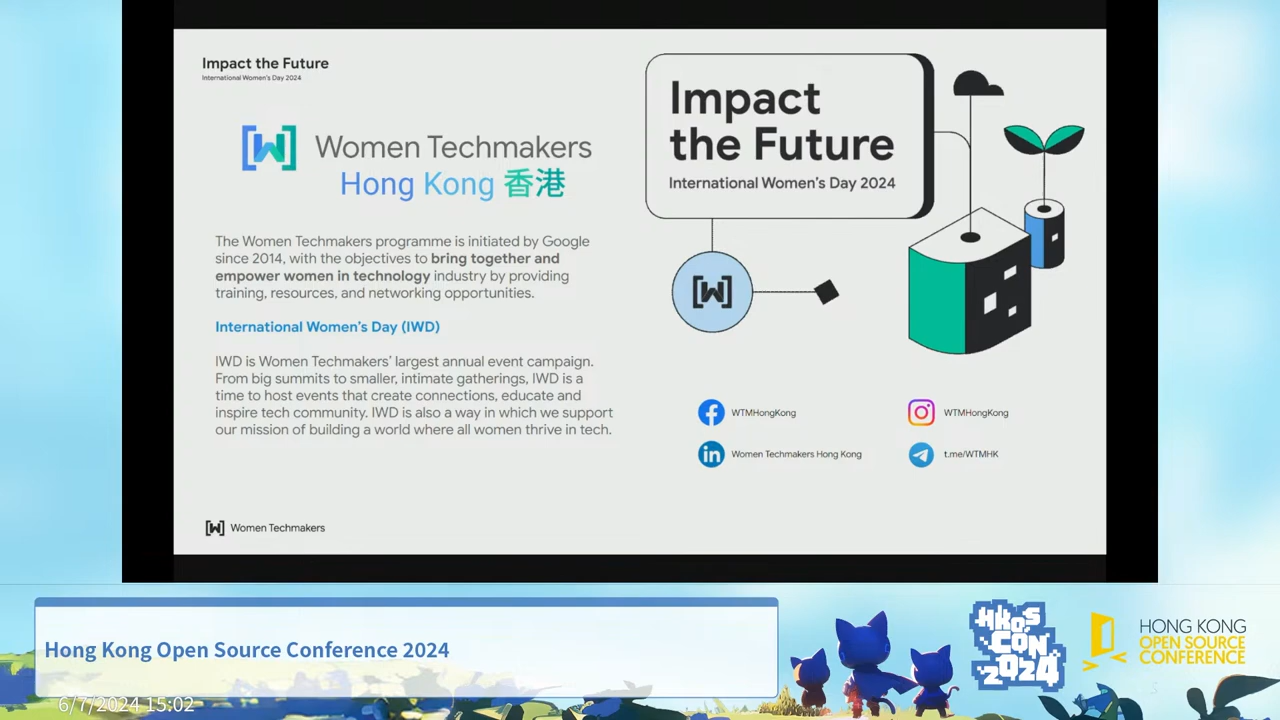 Impact the Future
International Women's Day 2024
[W] Women Techmakers
Hong Kong 香港
The Women Techmakers programme is initiated by Google
since 2014, with the objectives to bring together and
empower women in technology industry by providing
training, resources, and networking opportunities.
International Women's Day (IWD)
IWD is Women Techmakers' largest annual event campaign.
From big summits to smaller, intimate gatherings, IWD is a
time to host events that create connections, educate and
inspire tech community. IWD is also a way in which we support
our mission of building a world where all women thrive in tech.
[W] Women Techmakers
Impact
the Future
International Women's Day 2024
[W]
WTMHongKong
WTMHongKong
in Women Techmakers Hong Kong
t.me/WTMHK
Hong Kong Open Source Conference 2024
6/7/2024 15:02
HKOS
CON
2024
HONG KONG
OPEN SOURCE
CONFERENCE